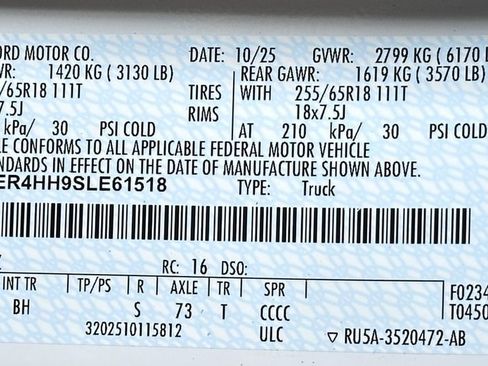 ORD MOTOR CO. DATE: 10/25 GVWR: 2799 KG (6170 L
WR: 1420 KG (3130 LB) REAR GAWR: 1619 KG (3570 LB)
/65R18 111T TIRES WITH 255/65R18 111T
7.5J RIMS 18x7.5J
kPa/ 30 PSI COLD AT 210 kPa/ 30 PSI COLD
LE CONFORMS TO ALL APPLICABLE FEDERAL MOTOR VEHICLE
NDARDS IN EFFECT ON THE DATE OF MANUFACTURE SHOWN ABOVE.
ER4HH9SLE61518 TYPE: Truck
RC: 16 DSO:
INT TR TP/PS R AXLE TR SPR F0234
BH S 73 T CCCC T0450
3202510115812 ULC ▽ RU5A-3520472-AB